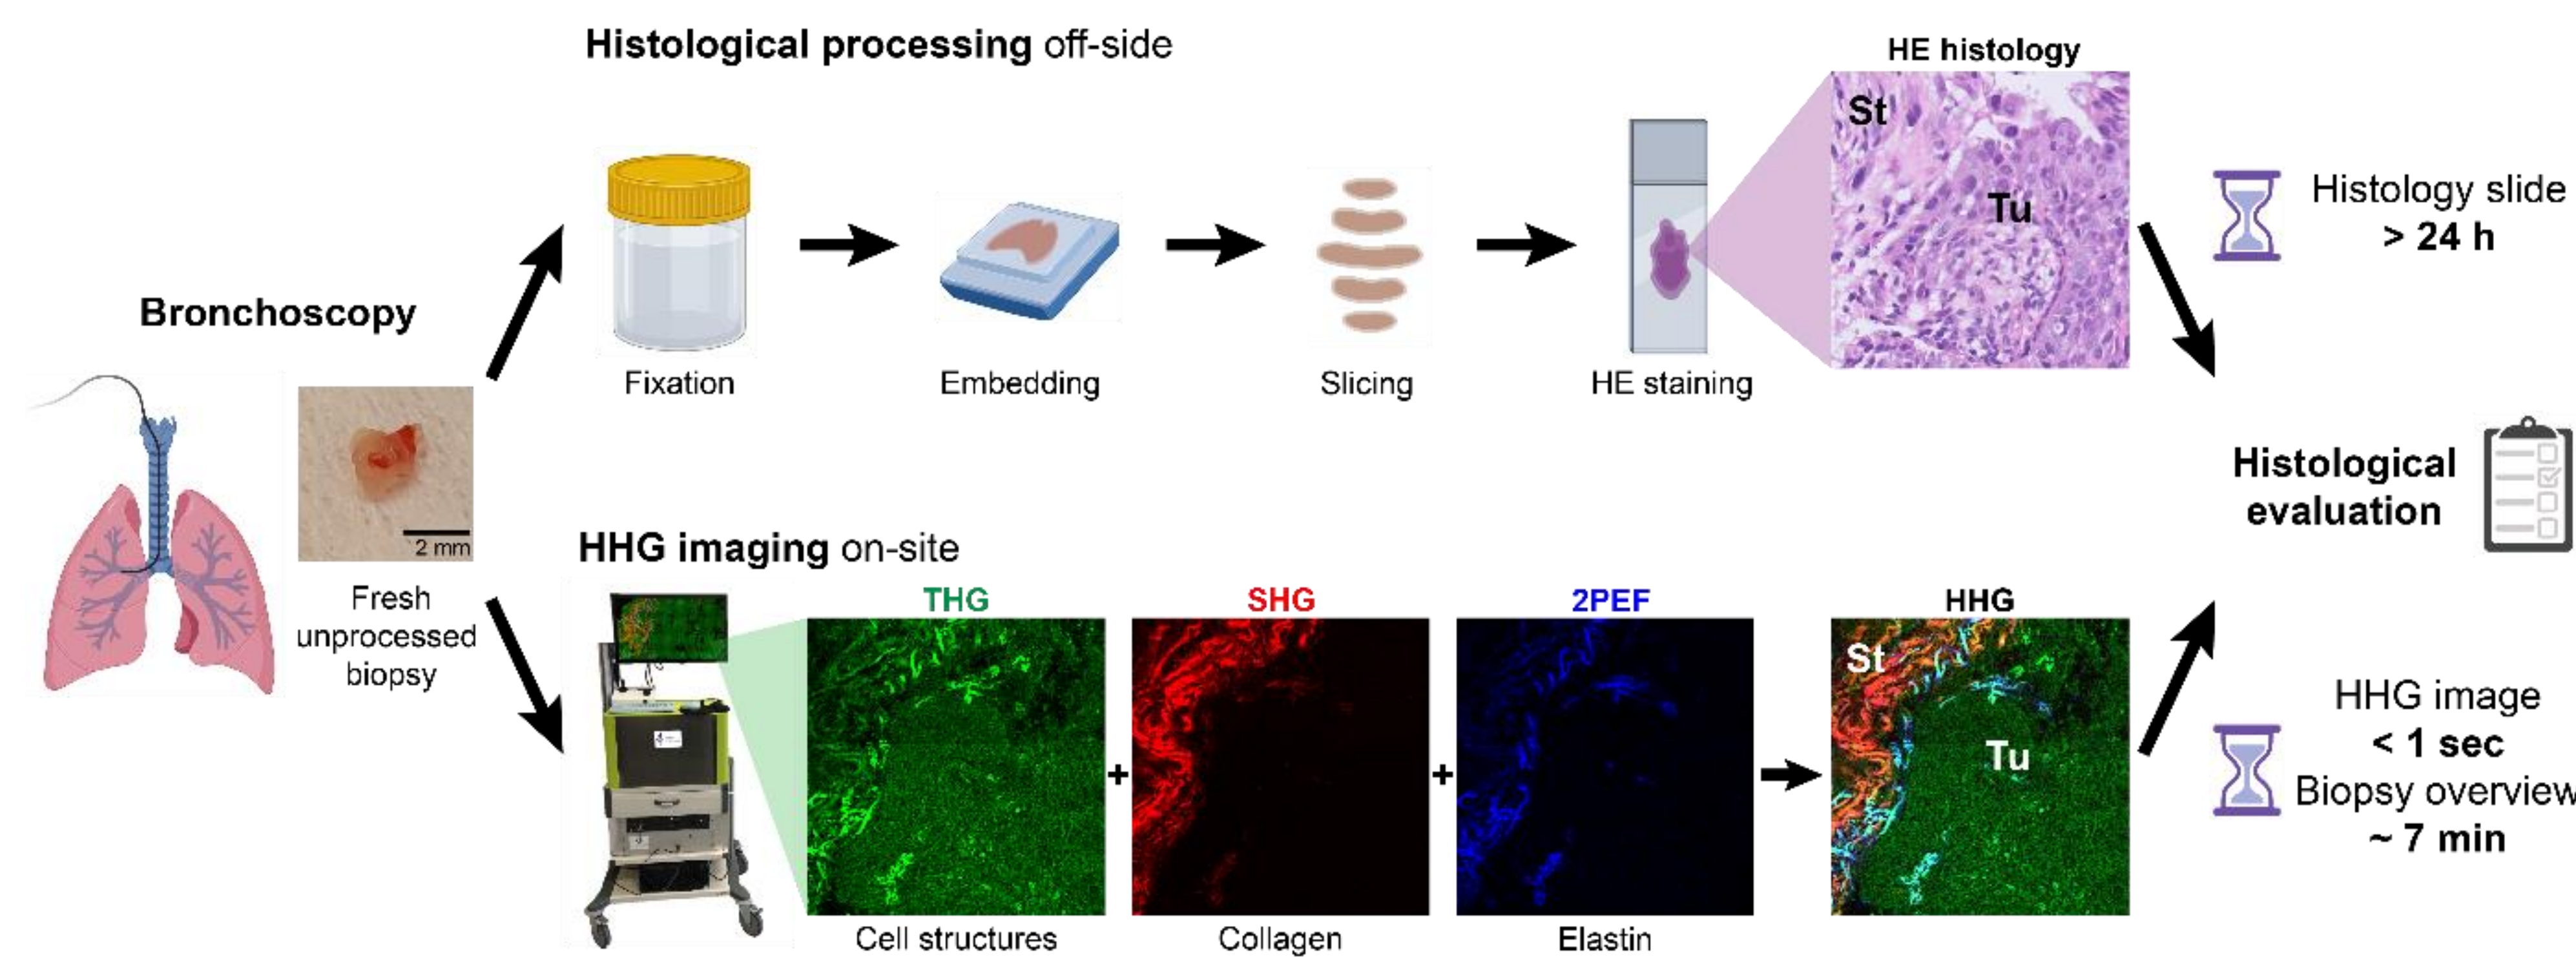 Histological processing off-side
HE histology
St
Tu
Histology slide
> 24 h
Fixation
Embedding
Slicing
HE staining
Bronchoscopy
2 mm
Fresh
unprocessed
biopsy
Histological
evaluation
HHG imaging on-site
THG
SHG
2PEF
HHG
+
+
St
Tu
Cell structures
Collagen
Elastin
HHG image
< 1 sec
Biopsy overview
~ 7 min